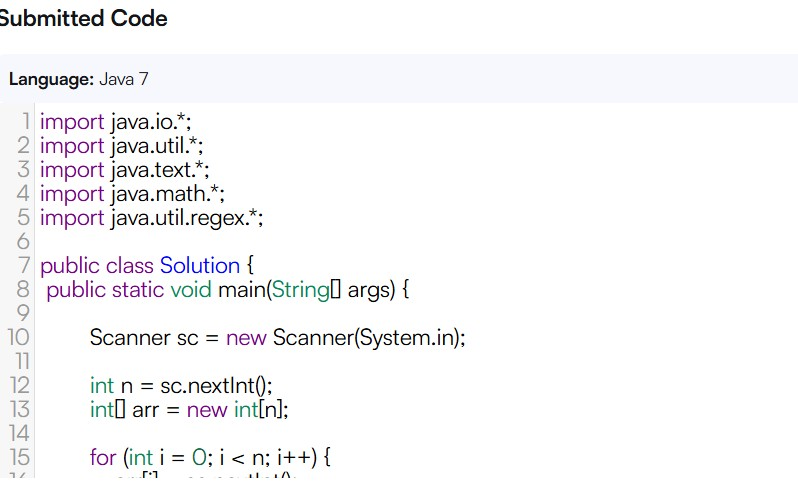 Submitted Code
Language: Java 7
1 import java.io.*;
2 import java.util.*;
3 import java.text.*;
4 import java.math.*;
5 import java.util.regex.*;
6
7 public class Solution {
8 public static void main(String[] args) {
9
10 Scanner sc = new Scanner(System.in);
11
12 int n = sc.nextInt();
13 int[] arr = new int[n];
14
15 for (int i = 0; i < n; i++) {